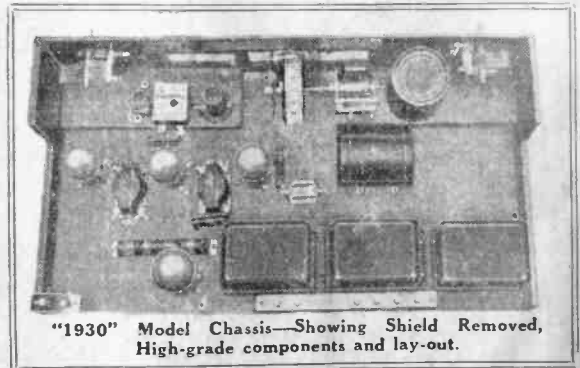 "1930" Model Chassis—Showing Shield Removed,
High-grade components and lay-out.